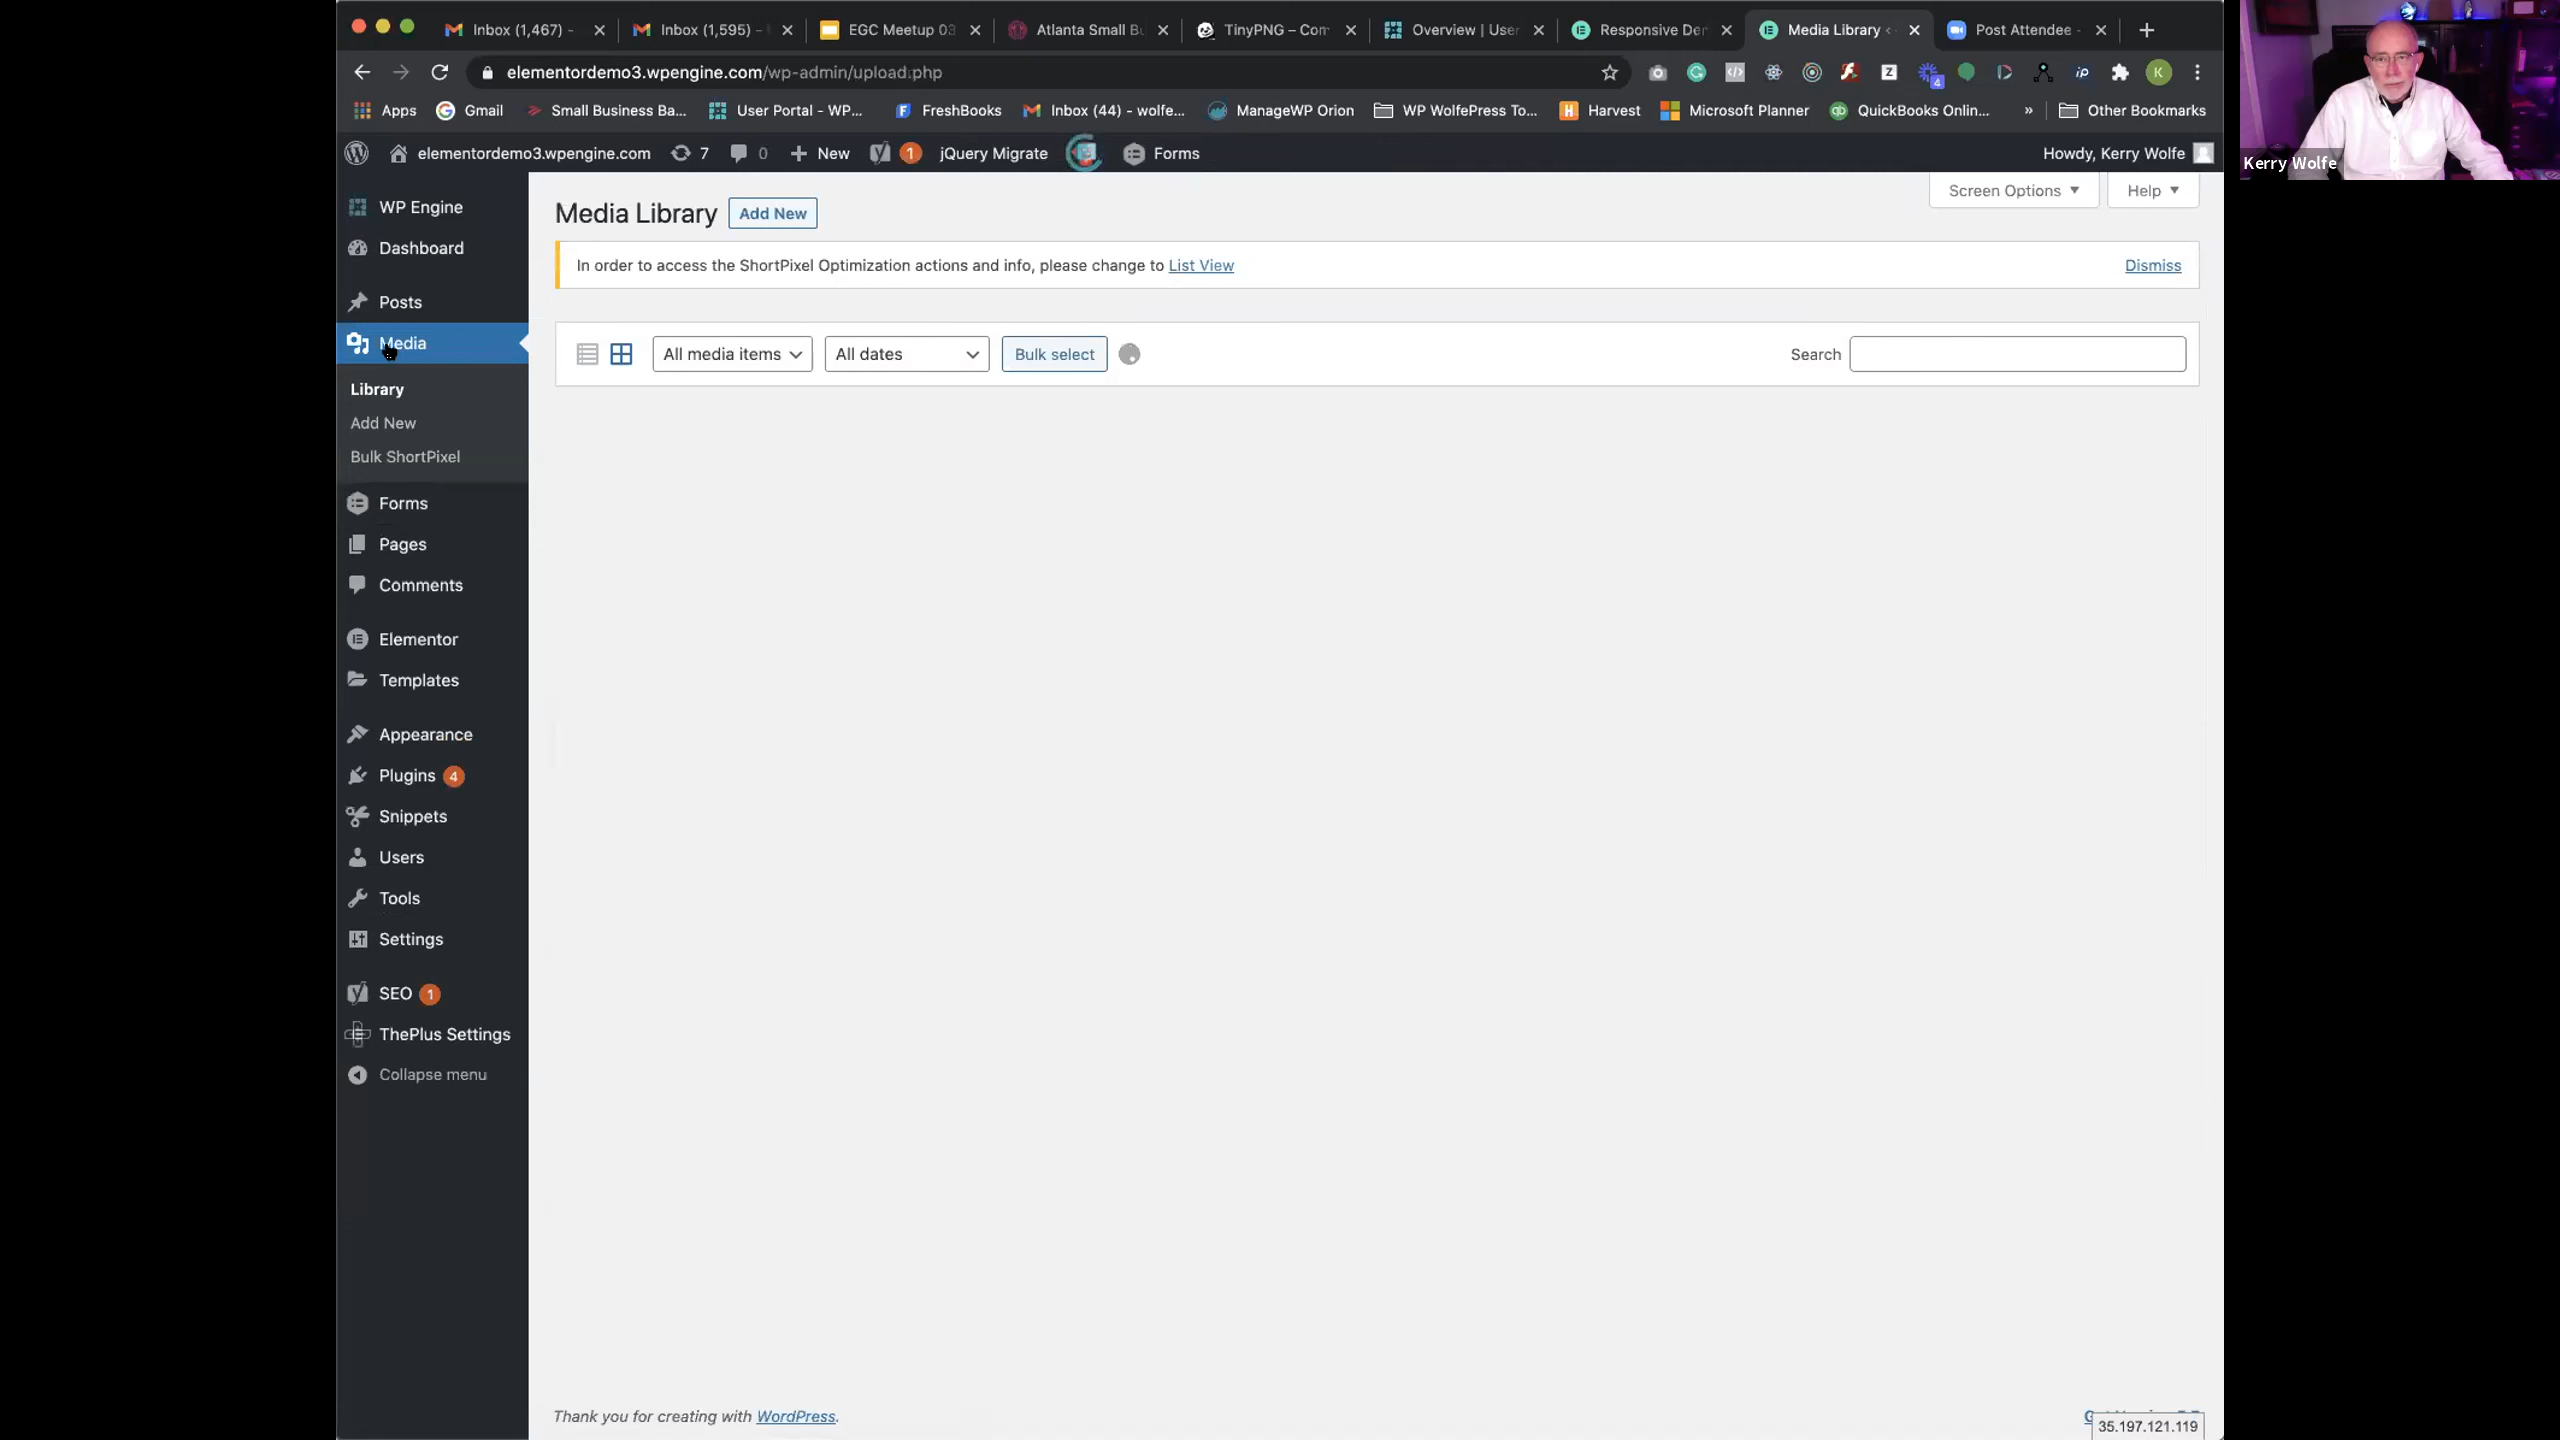 Inbox (1,467) -
Inbox (1,595) -
EGC Meetup 03
Atlanta Small Bu
TinyPNG – Com
Overview | User
Responsive Der
Media Library <
Post Attendee -
elementordemo3.wpengine.com/wp-admin/upload.php
K
Apps
Gmail
Small Business Ba...
User Portal - WP...
FreshBooks
Inbox (44) - wolfe...
ManageWP Orion
WP WolfePress To...
Harvest
Microsoft Planner
QuickBooks Onlin...
»
Other Bookmarks
elementordemo3.wpengine.com
7
0
New
1
jQuery Migrate
Forms
Howdy, Kerry Wolfe
Kerry Wolfe
WP Engine
Dashboard
Posts
Media
Library
Add New
Bulk ShortPixel
Forms
Pages
Comments
Elementor
Templates
Appearance
Plugins 4
Snippets
Users
Tools
Settings
SEO 1
ThePlus Settings
Collapse menu
Media Library
Add New
Screen Options
Help
In order to access the ShortPixel Optimization actions and info, please change to List View
Dismiss
All media items
All dates
Bulk select
Search
Thank you for creating with WordPress.
35.197.121.119